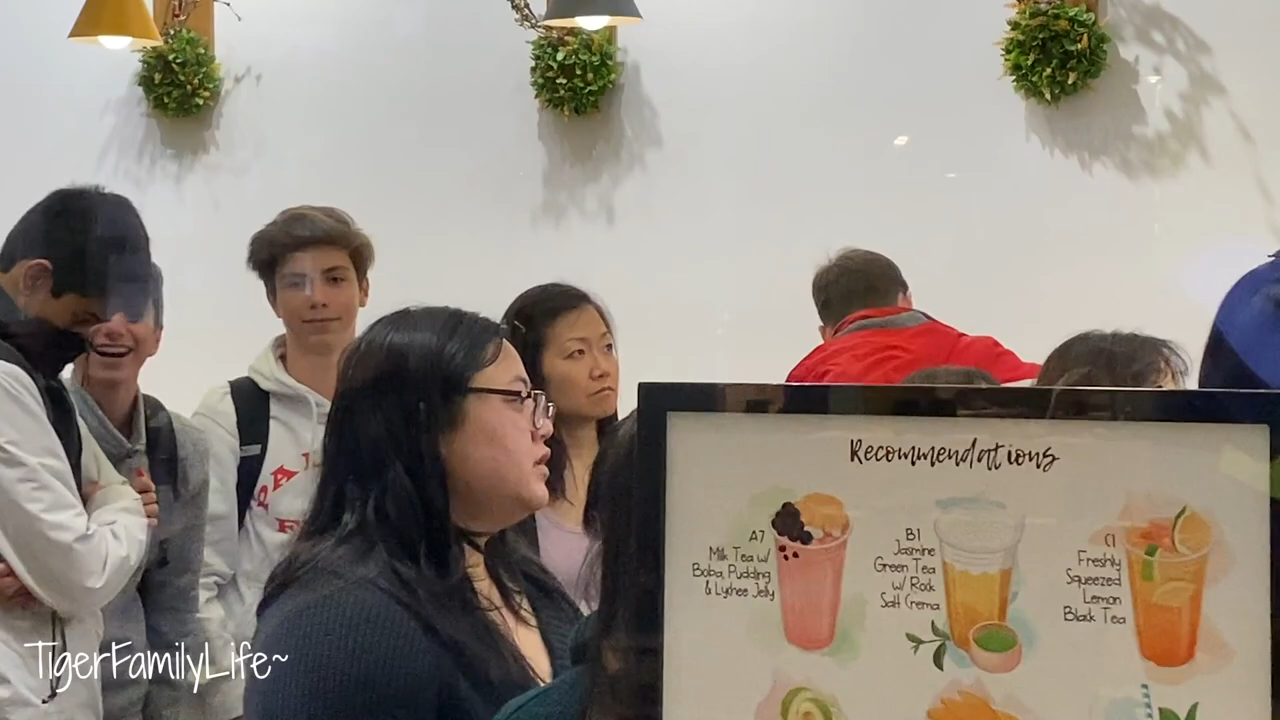 Recommendations
A7
Milk Tea w/
Boba, Pudding
& Lychee Jelly
B1
Jasmine
Green Tea
w/ Rock
Salt Crema
C1
Freshly
Squeezed
Lemon
Black Tea
TigerFamilyLife~